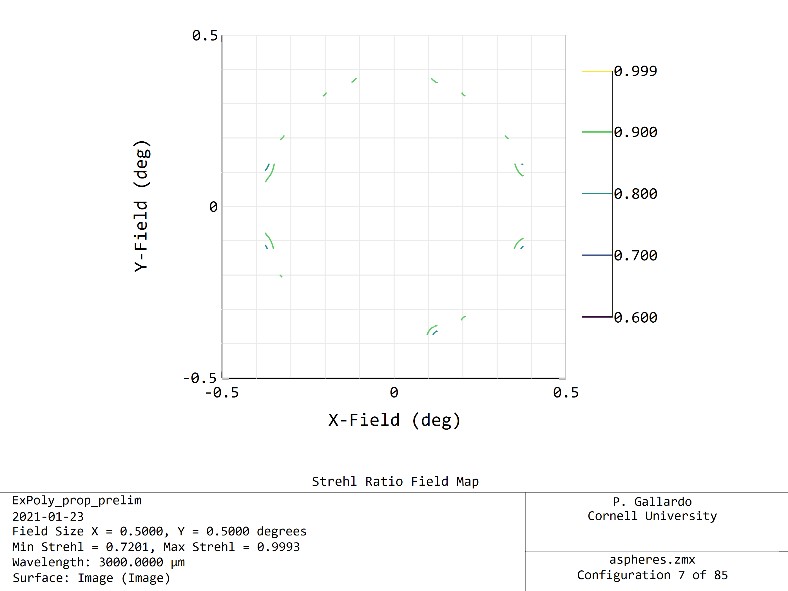 0.5
0
-0.5
-0.5
0
0.5
Y-Field (deg)
X-Field (deg)
0.999
0.900
0.800
0.700
0.600
Strehl Ratio Field Map
ExPoly_prop_prelim
2021-01-23
Field Size X = 0.5000, Y = 0.5000 degrees
Min Strehl = 0.7201, Max Strehl = 0.9993
Wavelength: 3000.0000 µm
Surface: Image (Image)
P. Gallardo
Cornell University
aspheres.zmx
Configuration 7 of 85